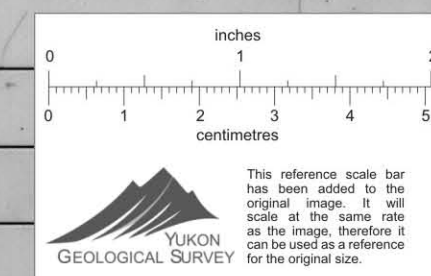 inches
0 1 2
0 1 2 3 4 5
centimetres
YUKON
GEOLOGICAL SURVEY
This reference scale bar
has been added to the
original image. It will
scale at the same rate
as the image, therefore it
can be used as a reference
for the original size.